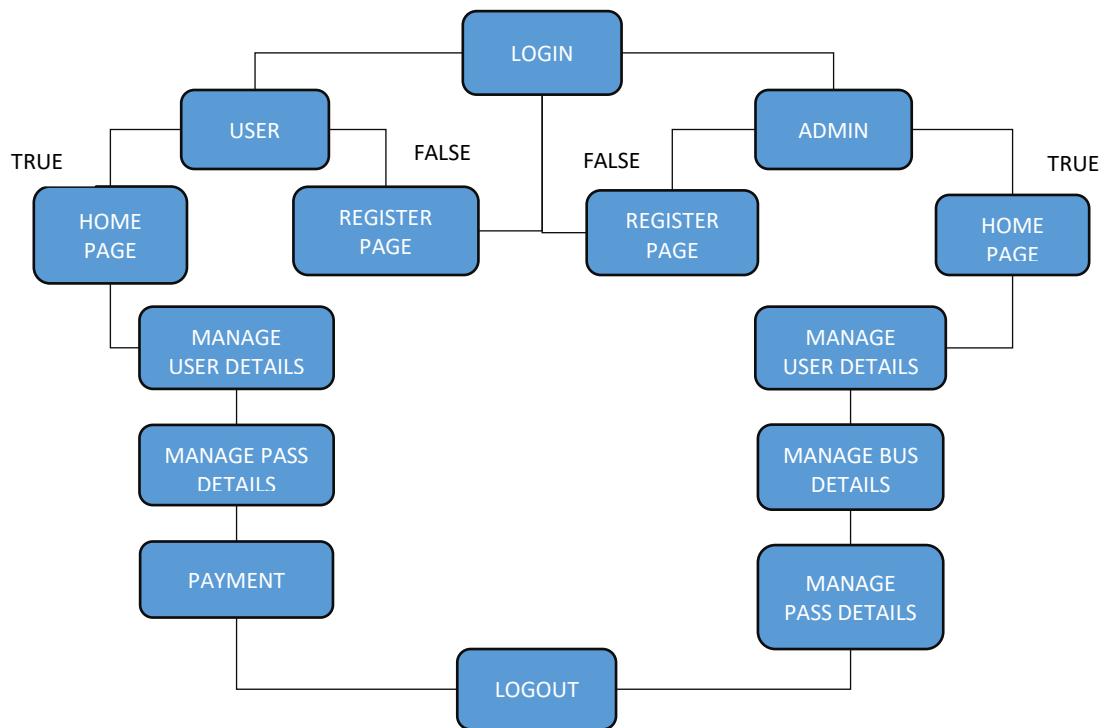 LOGIN
USER
ADMIN
TRUE
FALSE
FALSE
TRUE
HOME
PAGE
REGISTER
PAGE
REGISTER
PAGE
HOME
PAGE
MANAGE
USER DETAILS
MANAGE
USER DETAILS
MANAGE PASS
DETAILS
MANAGE BUS
DETAILS
PAYMENT
MANAGE
PASS DETAILS
LOGOUT